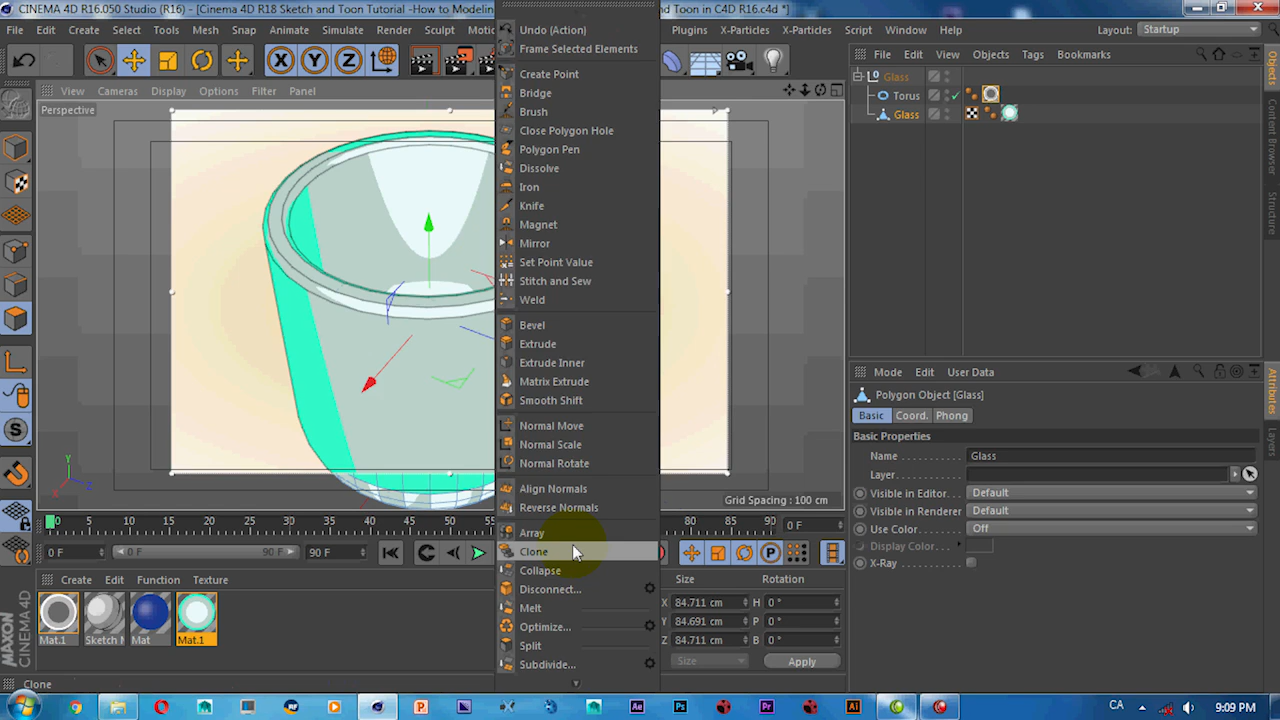 CINEMA 4D R16.050 Studio (R16) - [Cinema 4D R18 Sketch and Toon Tutorial -How to Modelin
nd Toon in C4D R16.c4d *]
File Edit Create Select Tools Mesh Snap Animate Simulate Render Sculpt Motio
Plugins X-Particles X-Particles Script Window Help
Layout: Startup
View Cameras Display Options Filter Panel
Perspective
Grid Spacing : 100 cm
Undo (Action)
Frame Selected Elements
Create Point
Bridge
Brush
Close Polygon Hole
Polygon Pen
Dissolve
Iron
Knife
Magnet
Mirror
Set Point Value
Stitch and Sew
Weld
Bevel
Extrude
Extrude Inner
Matrix Extrude
Smooth Shift
Normal Move
Normal Scale
Normal Rotate
Align Normals
Reverse Normals
Array
Clone
Collapse
Disconnect...
Melt
Optimize...
Split
Subdivide...
File Edit View Objects Tags Bookmarks
Glass
Torus
Glass
Objects
Content Browser
Structure
Mode Edit User Data
Polygon Object [Glass]
Basic Coord. Phong
Basic Properties
Name Glass
Layer
Visible in Editor Default
Visible in Renderer Default
Use Color Off
Display Color
X-Ray
Attributes
Layers
0 5 10 15 20 25 30 35 40 45 50
80 85 90 0 F
0 F 0 F 90 F 90 F
Create Edit Function Texture
Mat.1 Sketch Mat Mat.1
Size Rotation
X 84.711 cm H 0 °
Y 84.691 cm P 0 °
Z 84.711 cm B 0 °
Size Apply
MAXON
CINEMA 4D
Clone
CA 9:09 PM